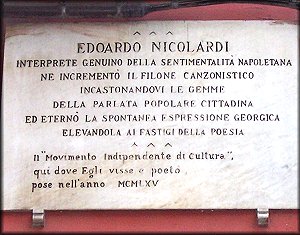 EDOARDO NICOLARDI
INTERPRETE GENUINO DELLA SENTIMENTALITÀ NAPOLETANA
NE INCREMENTÒ IL FILONE CANZONISTICO
INCASTONANDOVI LE GEMME
DELLA PARLATA POPOLARE CITTADINA
ED ETERNÒ LA SPONTANEA ESPRESSIONE GEORGICA
ELEVANDOLA AI FASTIGI DELLA POESIA
Il "Movimento Indipendente di Cultura",
qui dove Egli visse e poetò,
pose nell'anno MCMLXV